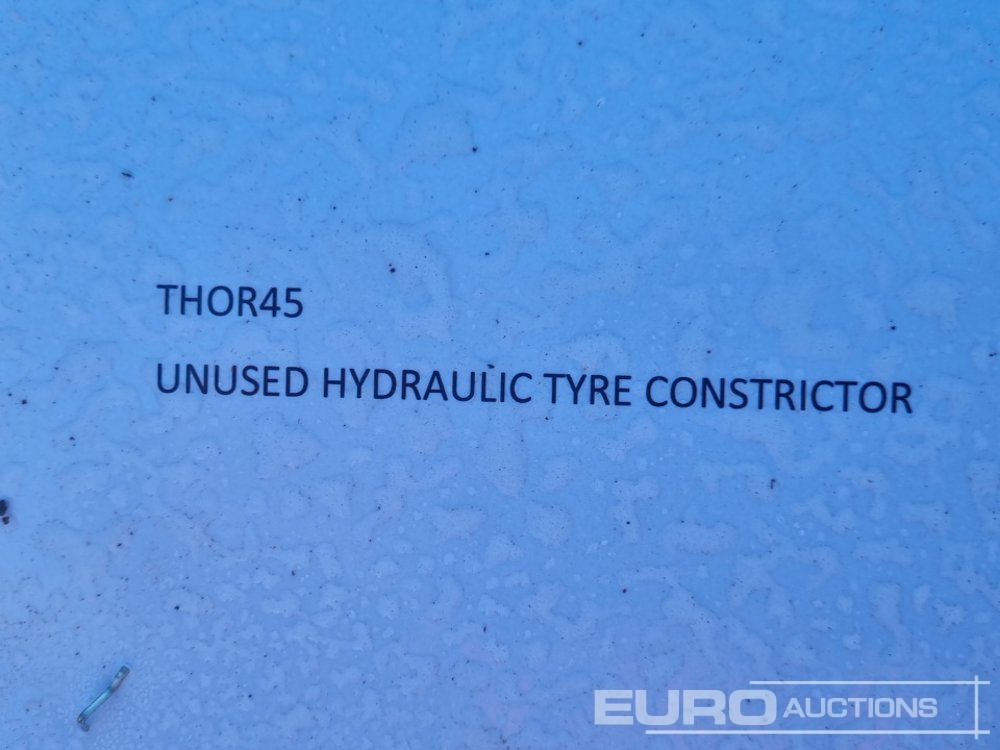 THOR45
UNUSED HYDRAULIC TYRE CONSTRICTOR
EURO AUCTIONS